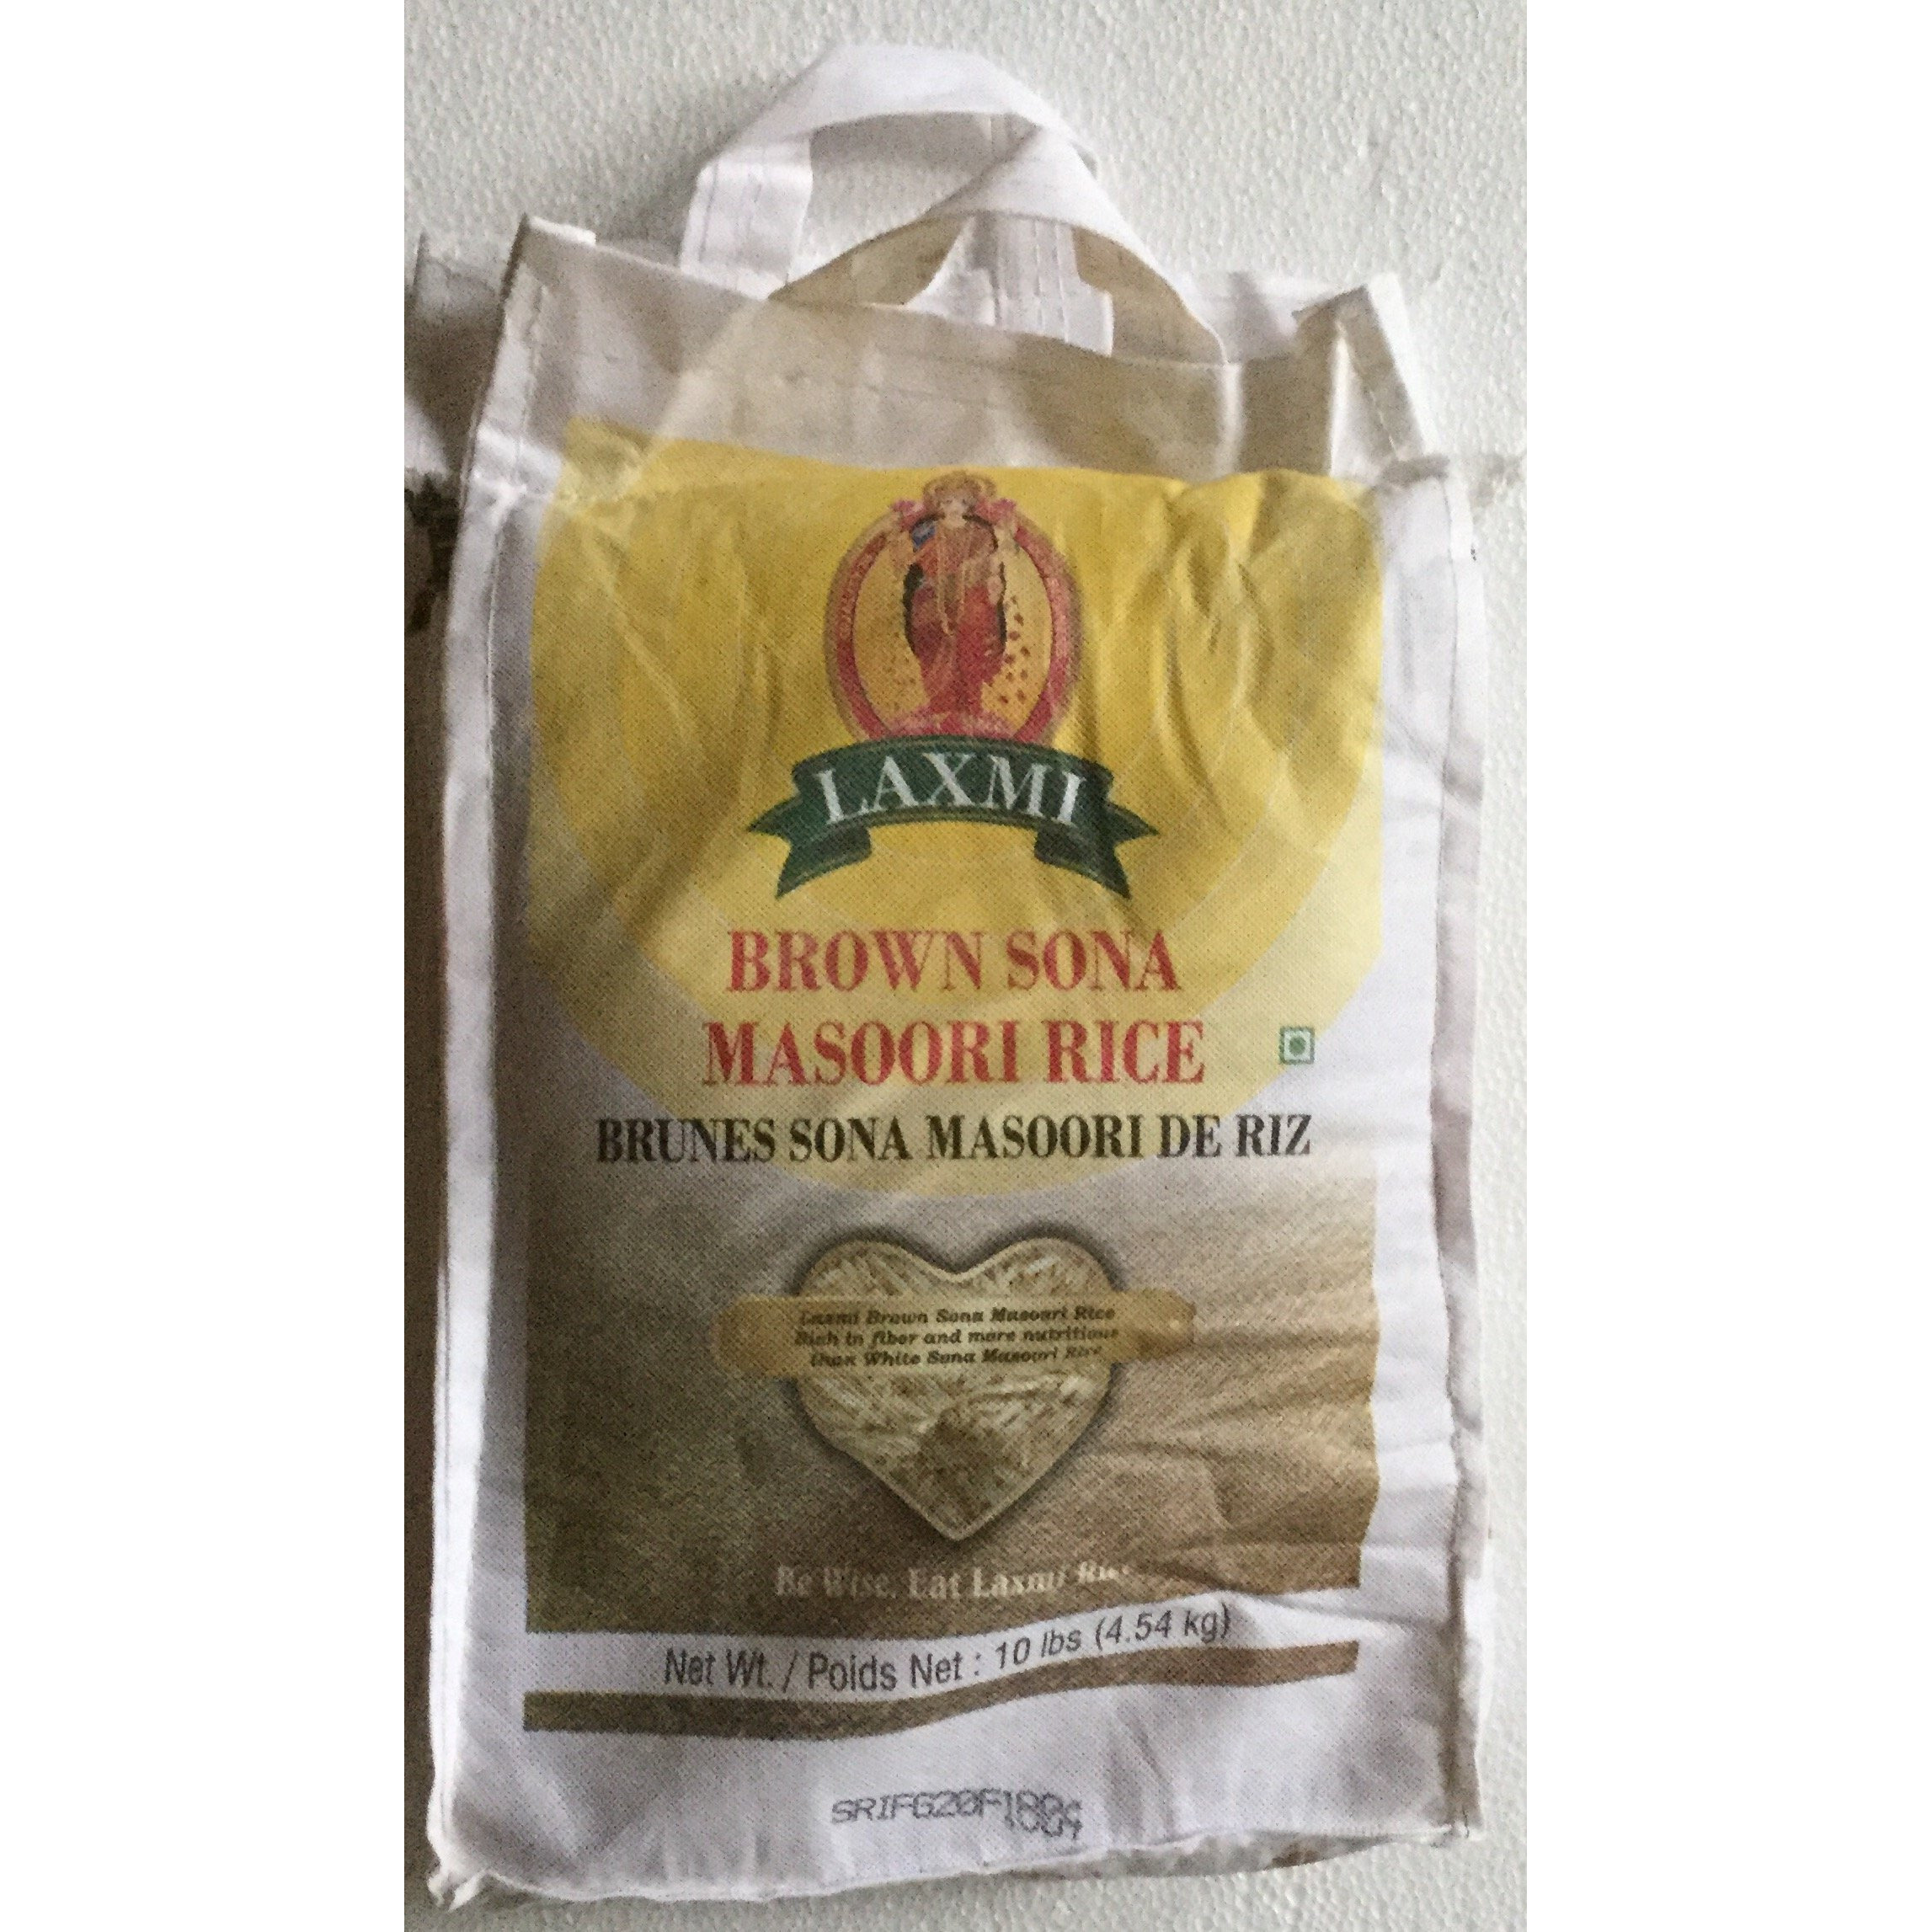 LAXMI
BROWN SONA
MASOORI RICE
BRUNES SONA MASOORI DE RIZ
Laxmi Brown Sona Masoori Rice
Rich in fiber and more nutritious
than White Sona Masoori Rice
Be Wise. Eat Laxmi Rice
Net Wt. / Poids Net : 10 lbs (4.54 kg)